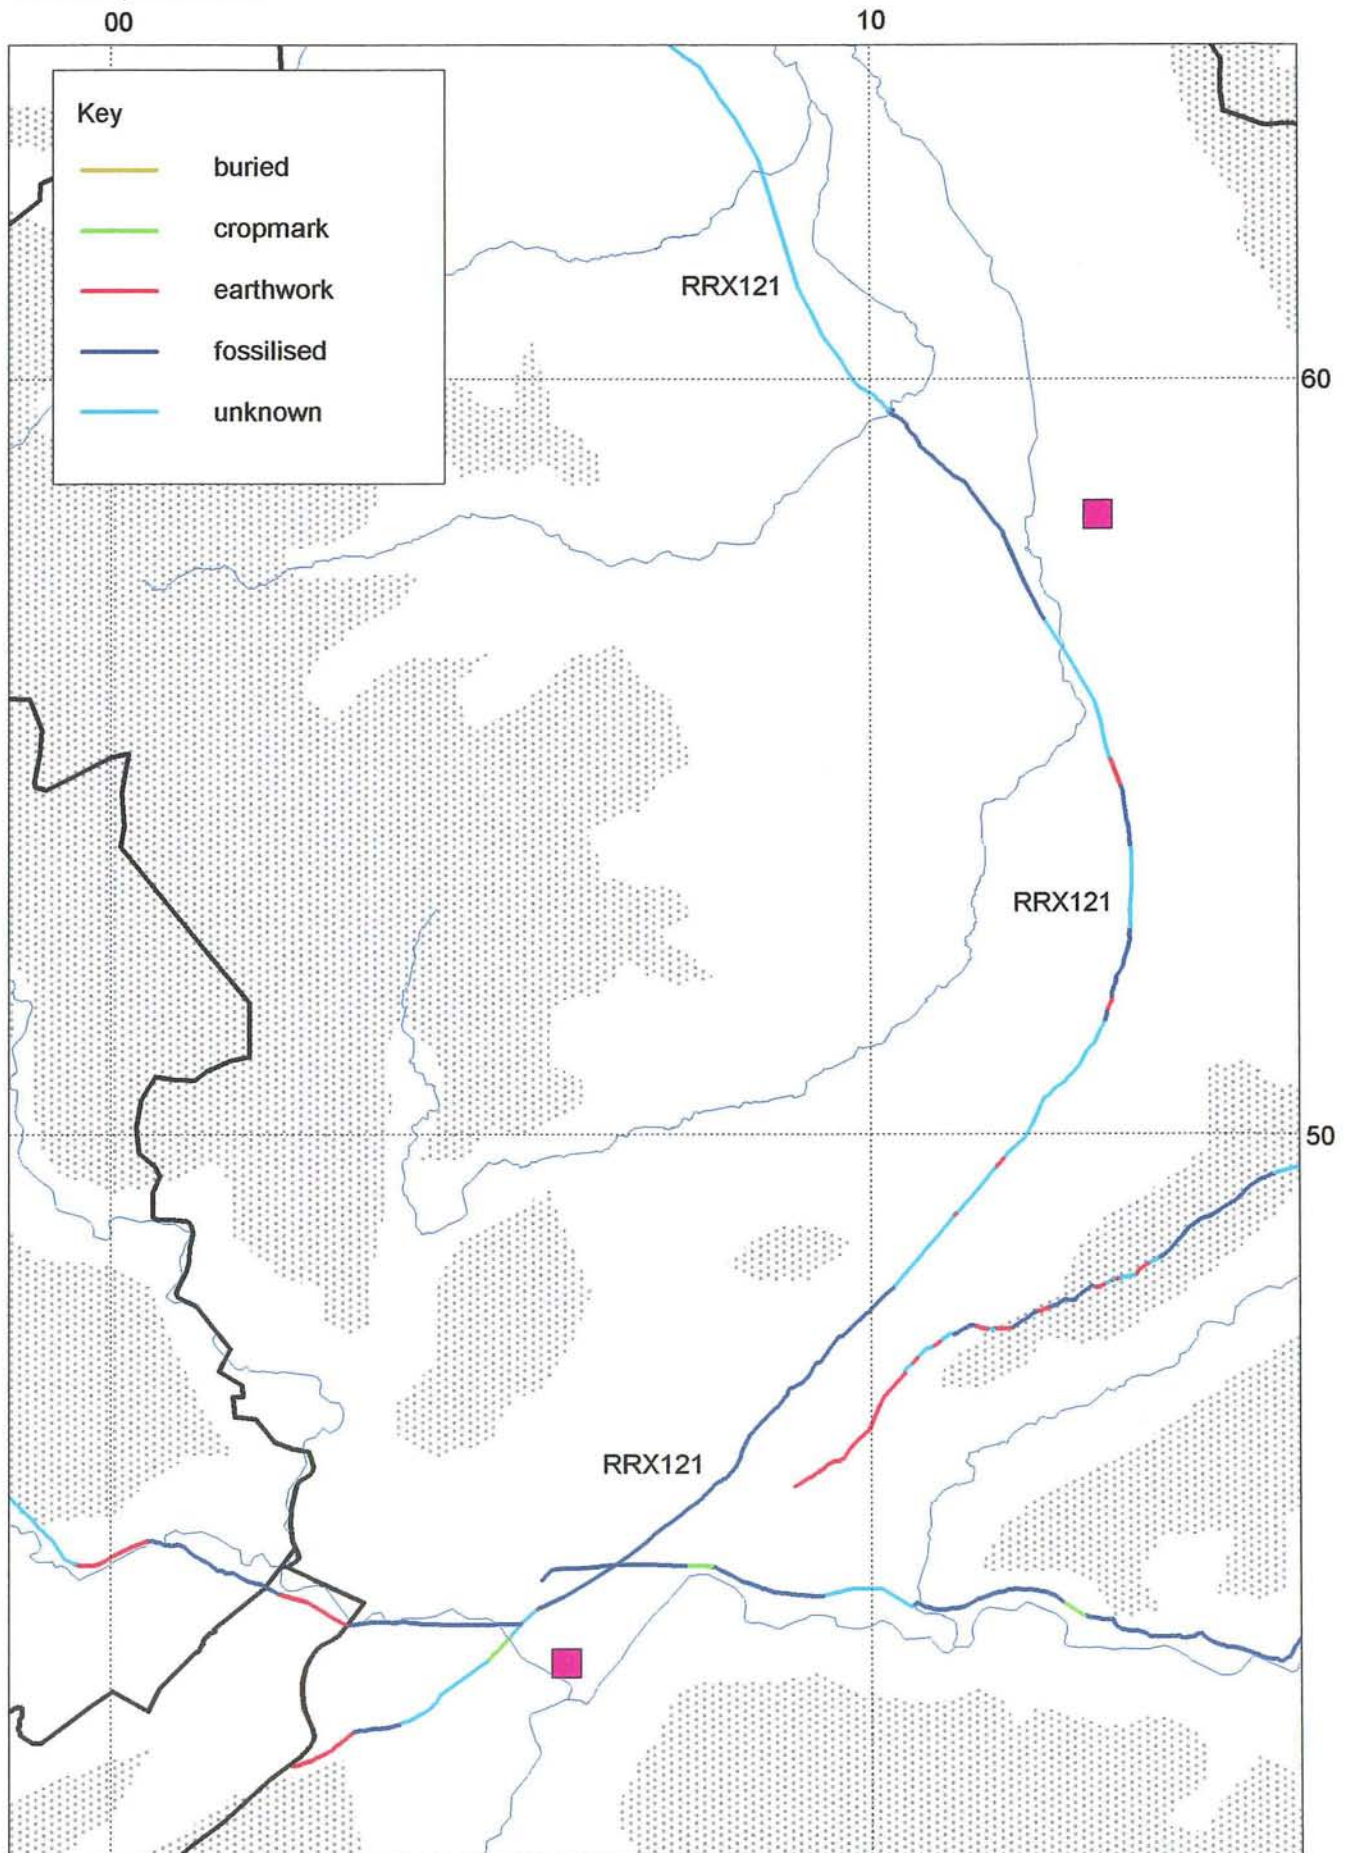 00
10
Key
buried
cropmark
earthwork
fossilised
unknown
RRX121
60
RRX121
50
RRX121